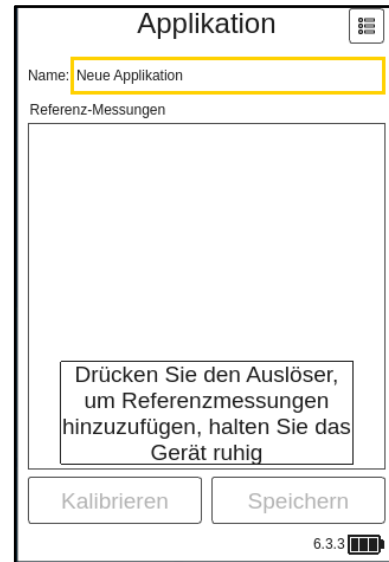 Applikation
Name: Neue Applikation
Referenz-Messungen
Drücken Sie den Auslöser,
um Referenzmessungen
hinzuzufügen, halten Sie das
Gerät ruhig
Kalibrieren Speichern
6.3.3